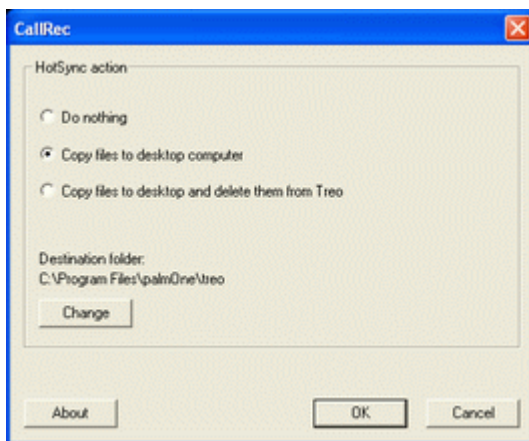 CallRec
HotSync action
Do nothing
Copy files to desktop computer
Copy files to desktop and delete them from Treo
Destination folder:
C:\Program Files\palmOne\treo
Change
About
OK
Cancel